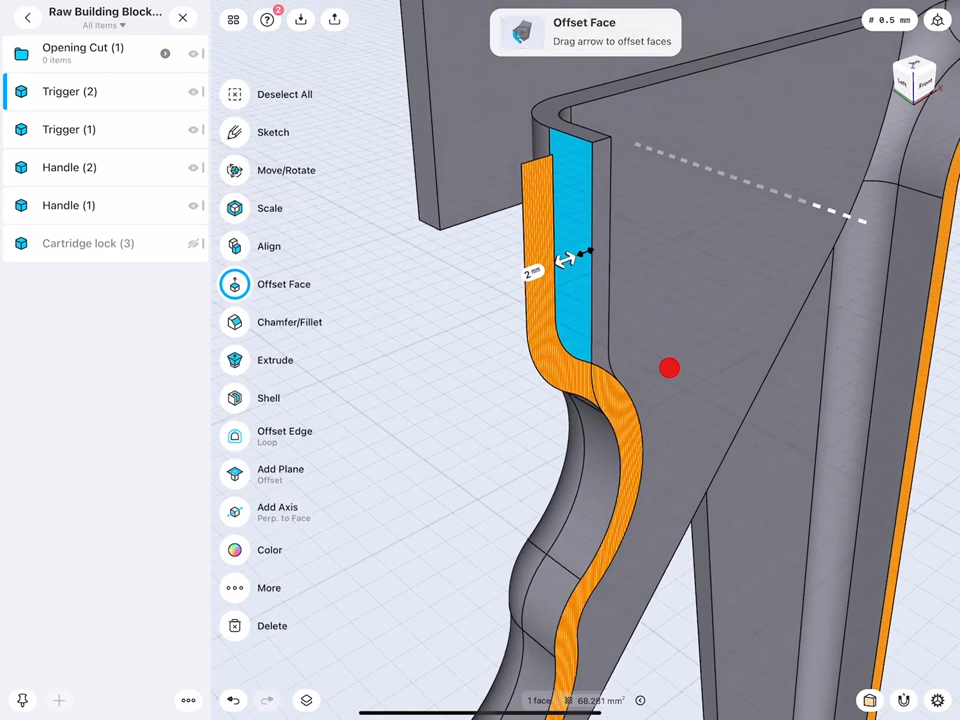 Raw Building Block...
All Items ▼
Opening Cut (1)
0 items
Trigger (2)
Trigger (1)
Handle (2)
Handle (1)
Cartridge lock (3)
2
Deselect All
Sketch
Move/Rotate
Scale
Align
Offset Face
Chamfer/Fillet
Extrude
Shell
Offset Edge
Loop
Add Plane
Offset
Add Axis
Perp. to Face
Color
More
Delete
Offset Face
Drag arrow to offset faces
# 0.5 mm
Left
Front
2 mm
1 face
68.281 mm²